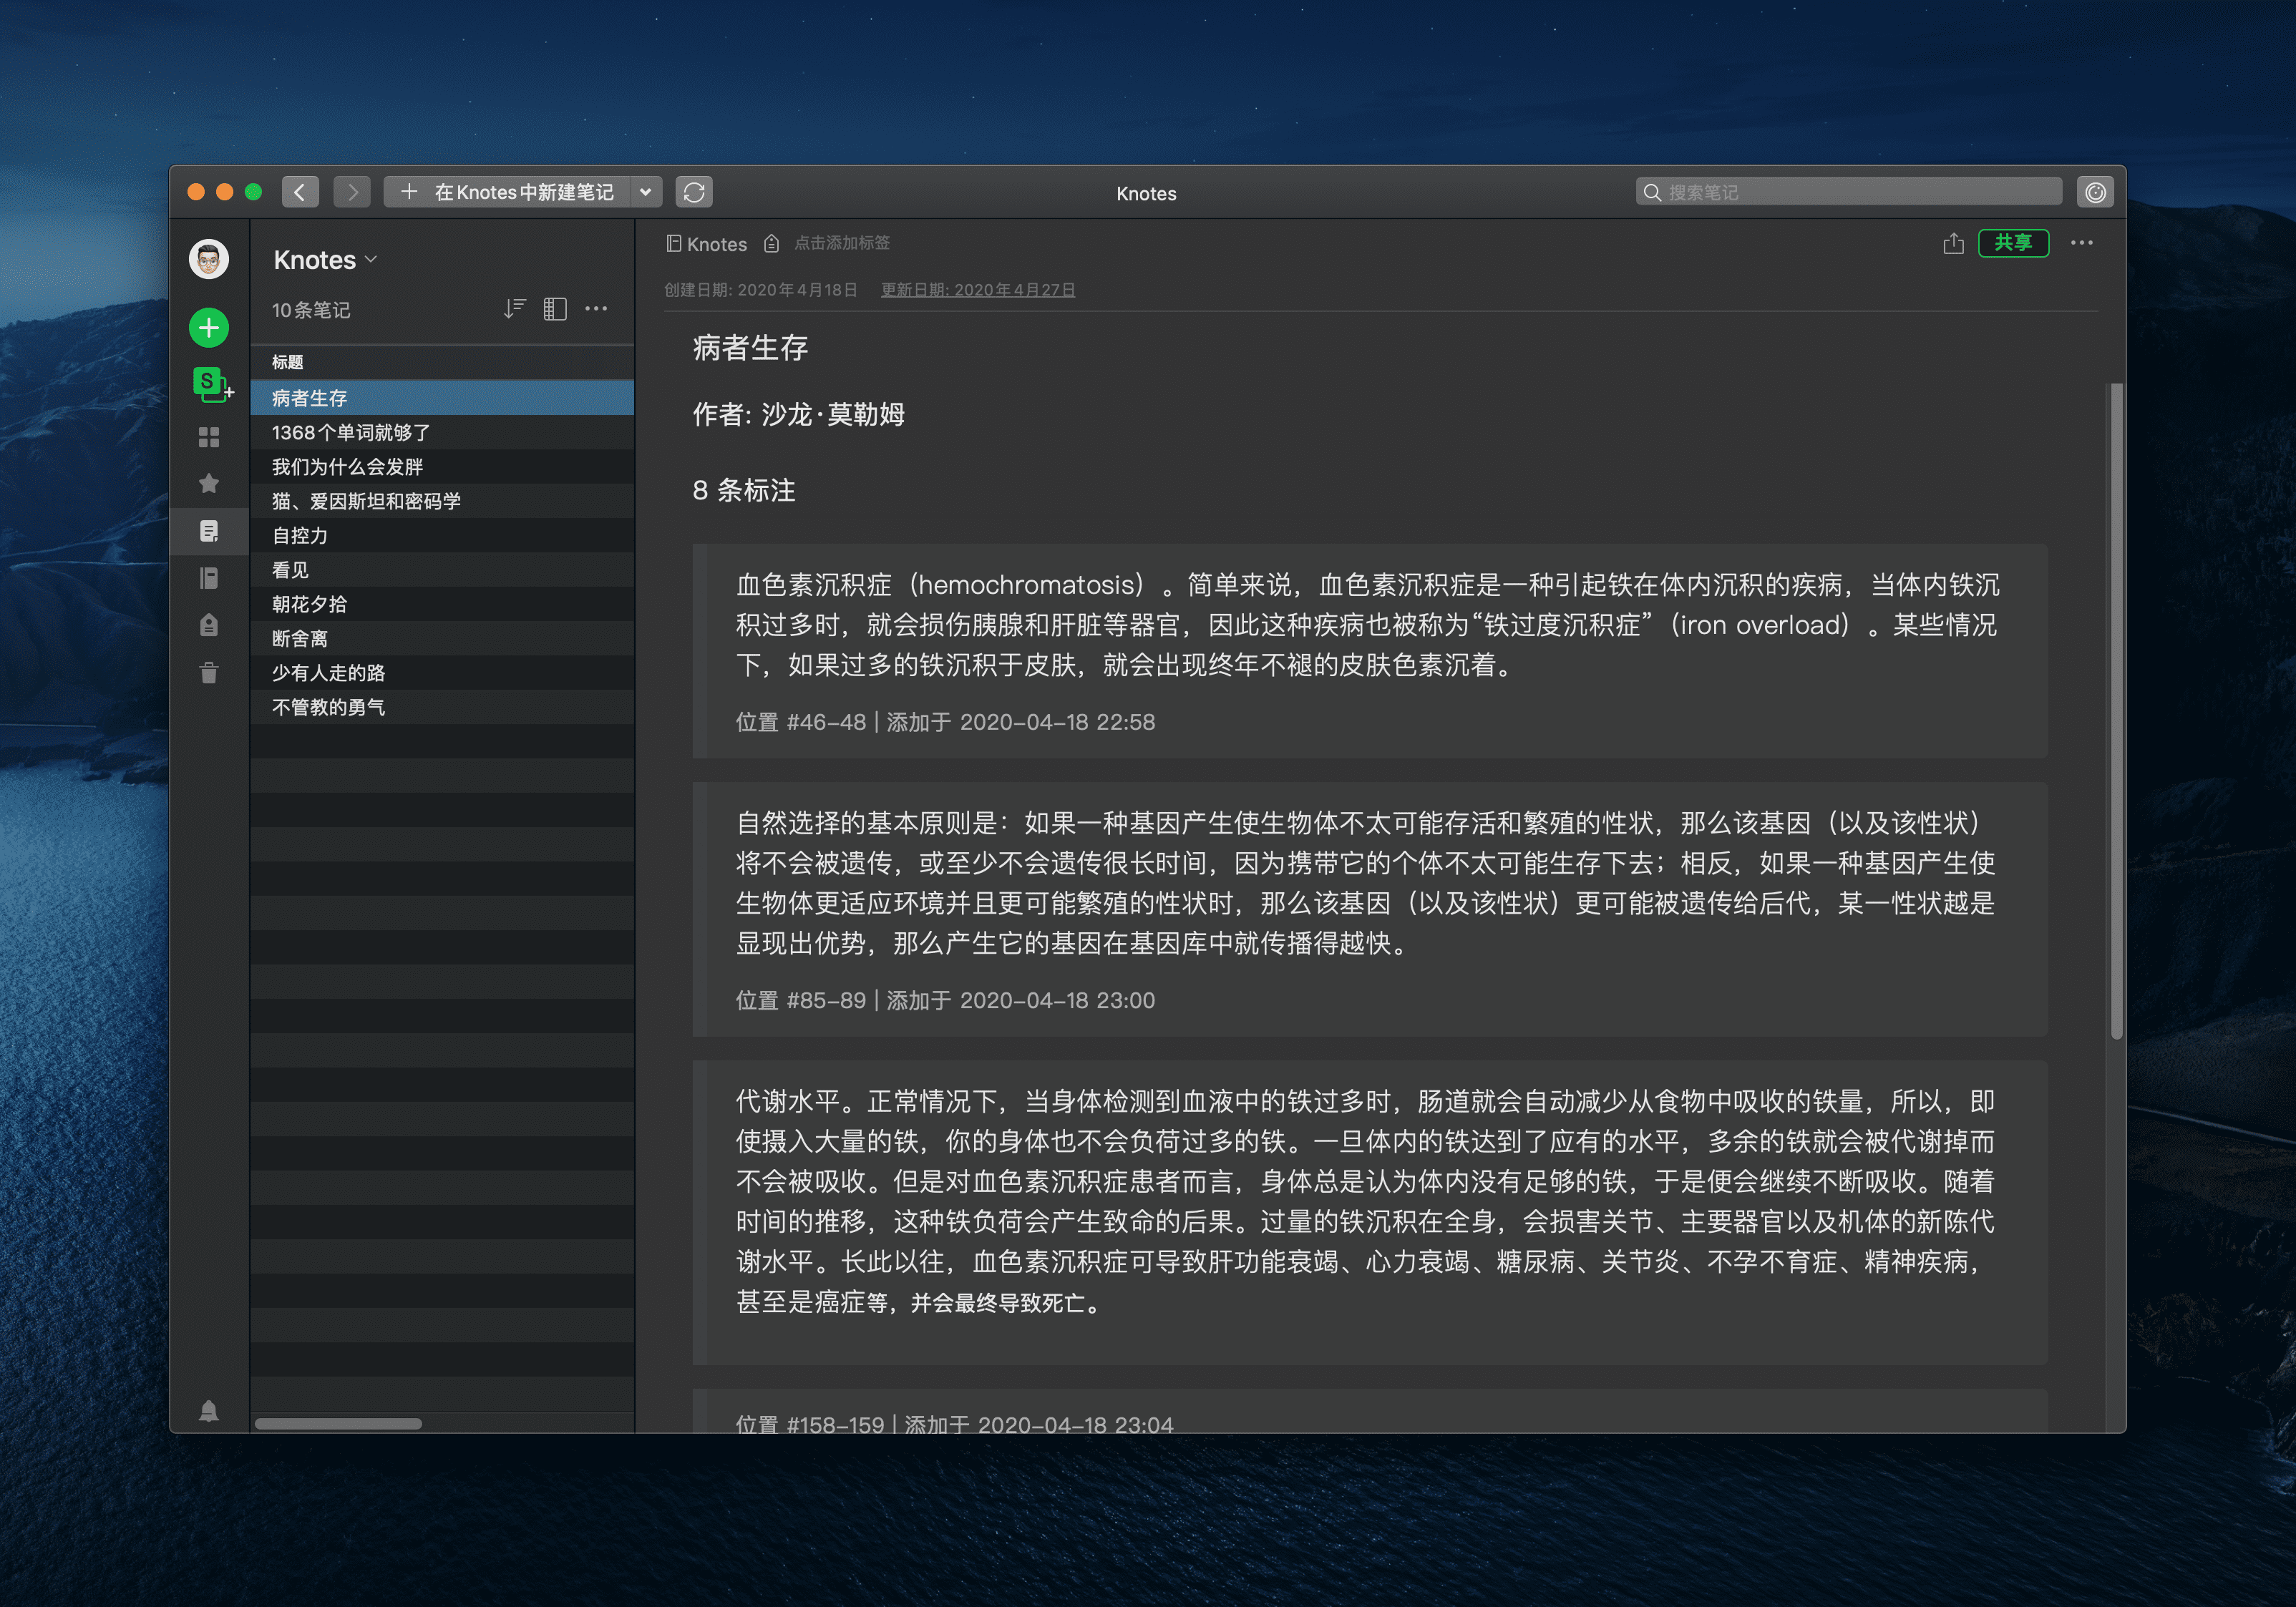 在Knotes中新建笔记
Knotes
搜索笔记
Knotes
10条笔记
标题
病者生存
1368个单词就够了
我们为什么会发胖
猫、爱因斯坦和密码学
自控力
看见
朝花夕拾
断舍离
少有人走的路
不管教的勇气
S
Knotes 点击添加标签
共享
创建日期: 2020年4月18日 更新日期: 2020年4月27日
病者生存
作者: 沙龙·莫勒姆
8 条标注
血色素沉积症（hemochromatosis）。简单来说，血色素沉积症是一种引起铁在体内沉积的疾病，当体内铁沉
积过多时，就会损伤胰腺和肝脏等器官，因此这种疾病也被称为“铁过度沉积症”（iron overload）。某些情况
下，如果过多的铁沉积于皮肤，就会出现终年不褪的皮肤色素沉着。
位置 #46-48 | 添加于 2020-04-18 22:58
自然选择的基本原则是：如果一种基因产生使生物体不太可能存活和繁殖的性状，那么该基因（以及该性状）
将不会被遗传，或至少不会遗传很长时间，因为携带它的个体不太可能生存下去；相反，如果一种基因产生使
生物体更适应环境并且更可能繁殖的性状时，那么该基因（以及该性状）更可能被遗传给后代，某一性状越是
显现出优势，那么产生它的基因在基因库中就传播得越快。
位置 #85-89 | 添加于 2020-04-18 23:00
代谢水平。正常情况下，当身体检测到血液中的铁过多时，肠道就会自动减少从食物中吸收的铁量，所以，即
使摄入大量的铁，你的身体也不会负荷过多的铁。一旦体内的铁达到了应有的水平，多余的铁就会被代谢掉而
不会被吸收。但是对血色素沉积症患者而言，身体总是认为体内没有足够的铁，于是便会继续不断吸收。随着
时间的推移，这种铁负荷会产生致命的后果。过量的铁沉积在全身，会损害关节、主要器官以及机体的新陈代
谢水平。长此以往，血色素沉积症可导致肝功能衰竭、心力衰竭、糖尿病、关节炎、不孕不育症、精神疾病，
甚至是癌症等，并会最终导致死亡。
位置 #158-159 | 添加于 2020-04-18 23:04